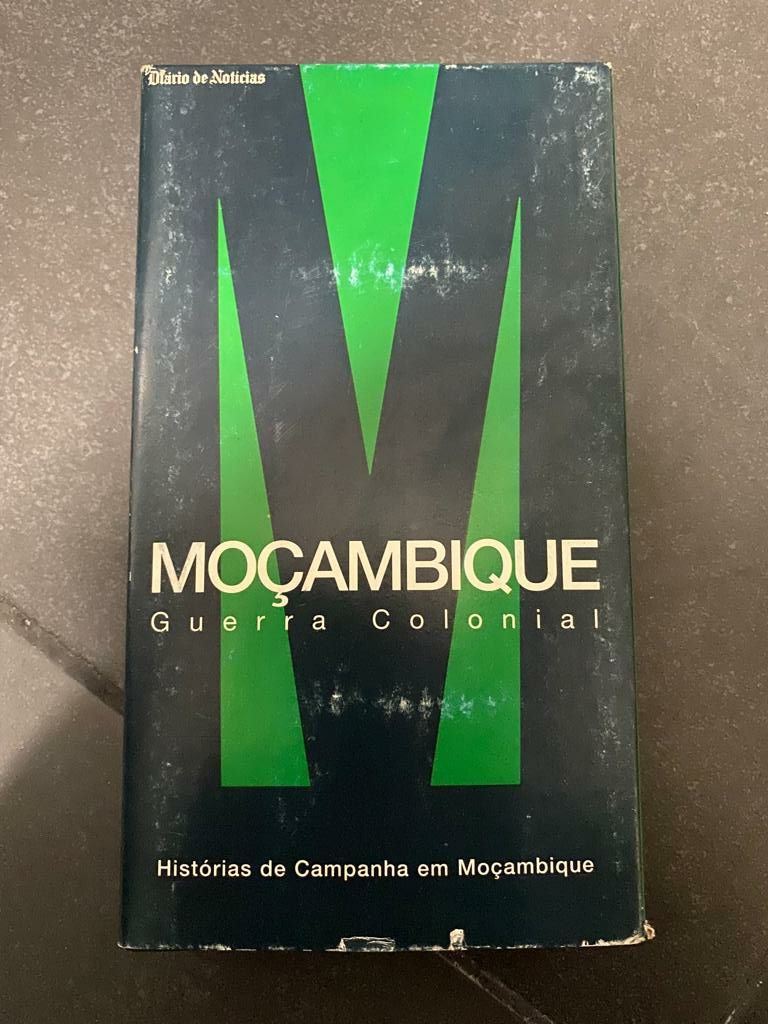 Diário de Notícias
MOÇAMBIQUE
Guerra Colonial
Histórias de Campanha em Moçambique